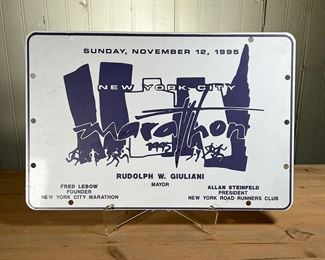 SUNDAY, NOVEMBER 12, 1995
NEW YORK CITY
marathon
1995
RUDOLPH W. GIULIANI
MAYOR
FRED LEBOW
FOUNDER
NEW YORK CITY MARATHON
ALLAN STEINFELD
PRESIDENT
NEW YORK ROAD RUNNERS CLUB